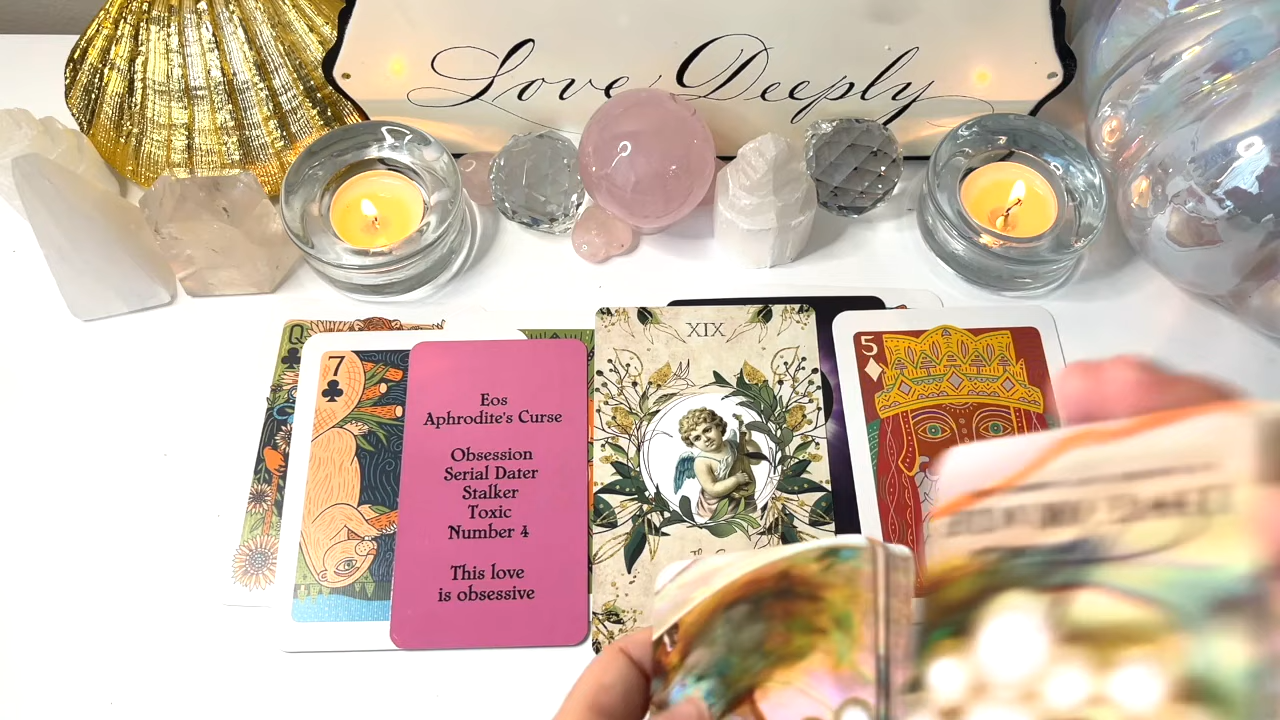 Love Deeply
Q
7
Eos
Aphrodite's Curse
Obsession
Serial Dater
Stalker
Toxic
Number 4
This love
is obsessive
XIX
5